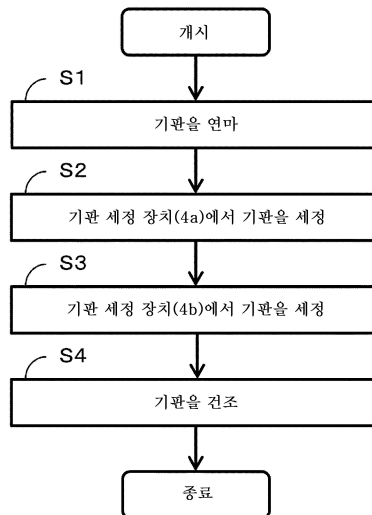 개시
S1
기판을 연마
S2
기판 세정 장치(4a)에서 기판을 세정
S3
기판 세정 장치(4b)에서 기판을 세정
S4
기판을 건조
종료